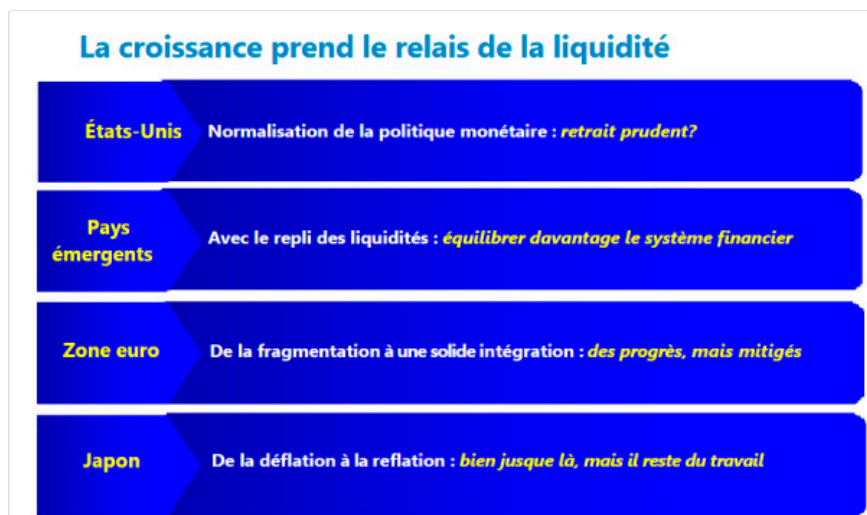 La croissance prend le relais de la liquidité
États-Unis
Normalisation de la politique monétaire : retrait prudent?
Pays
émergents
Avec le repli des liquidités : équilibrer davantage le système financier
Zone euro
De la fragmentation à une solide intégration : des progrès, mais mitigés
Japon
De la déflation à la reflation : bien jusque là, mais il reste du travail